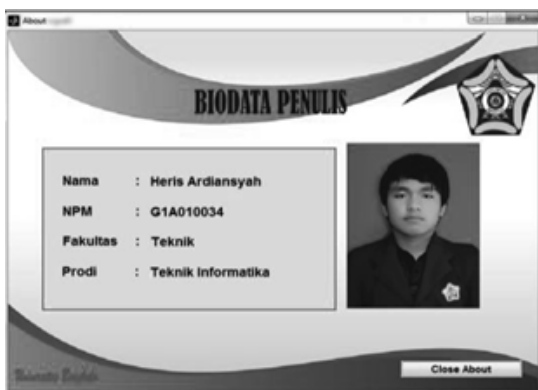 About
BIODATA PENULIS
Nama : Heris Ardiansyah
NPM : G1A010034
Fakultas : Teknik
Prodi : Teknik Informatika
Close About